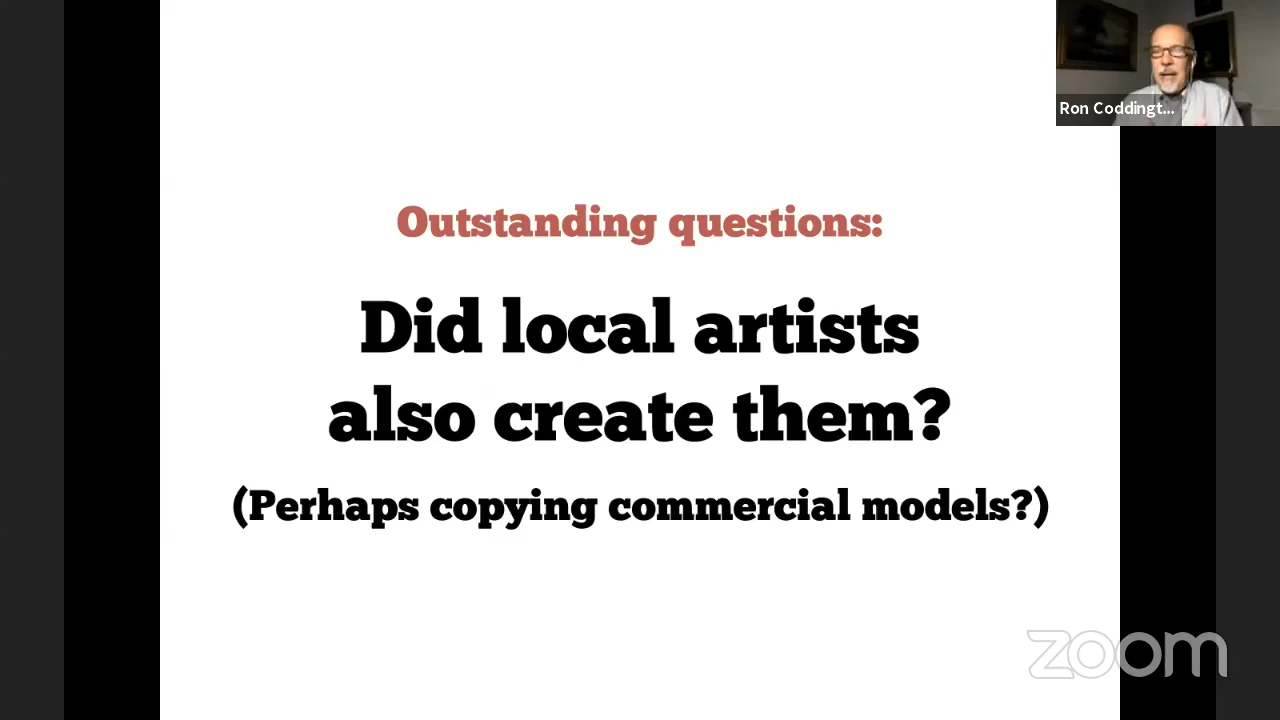 Ron Coddingt...
Outstanding questions:
Did local artists
also create them?
(Perhaps copying commercial models?)
zoom